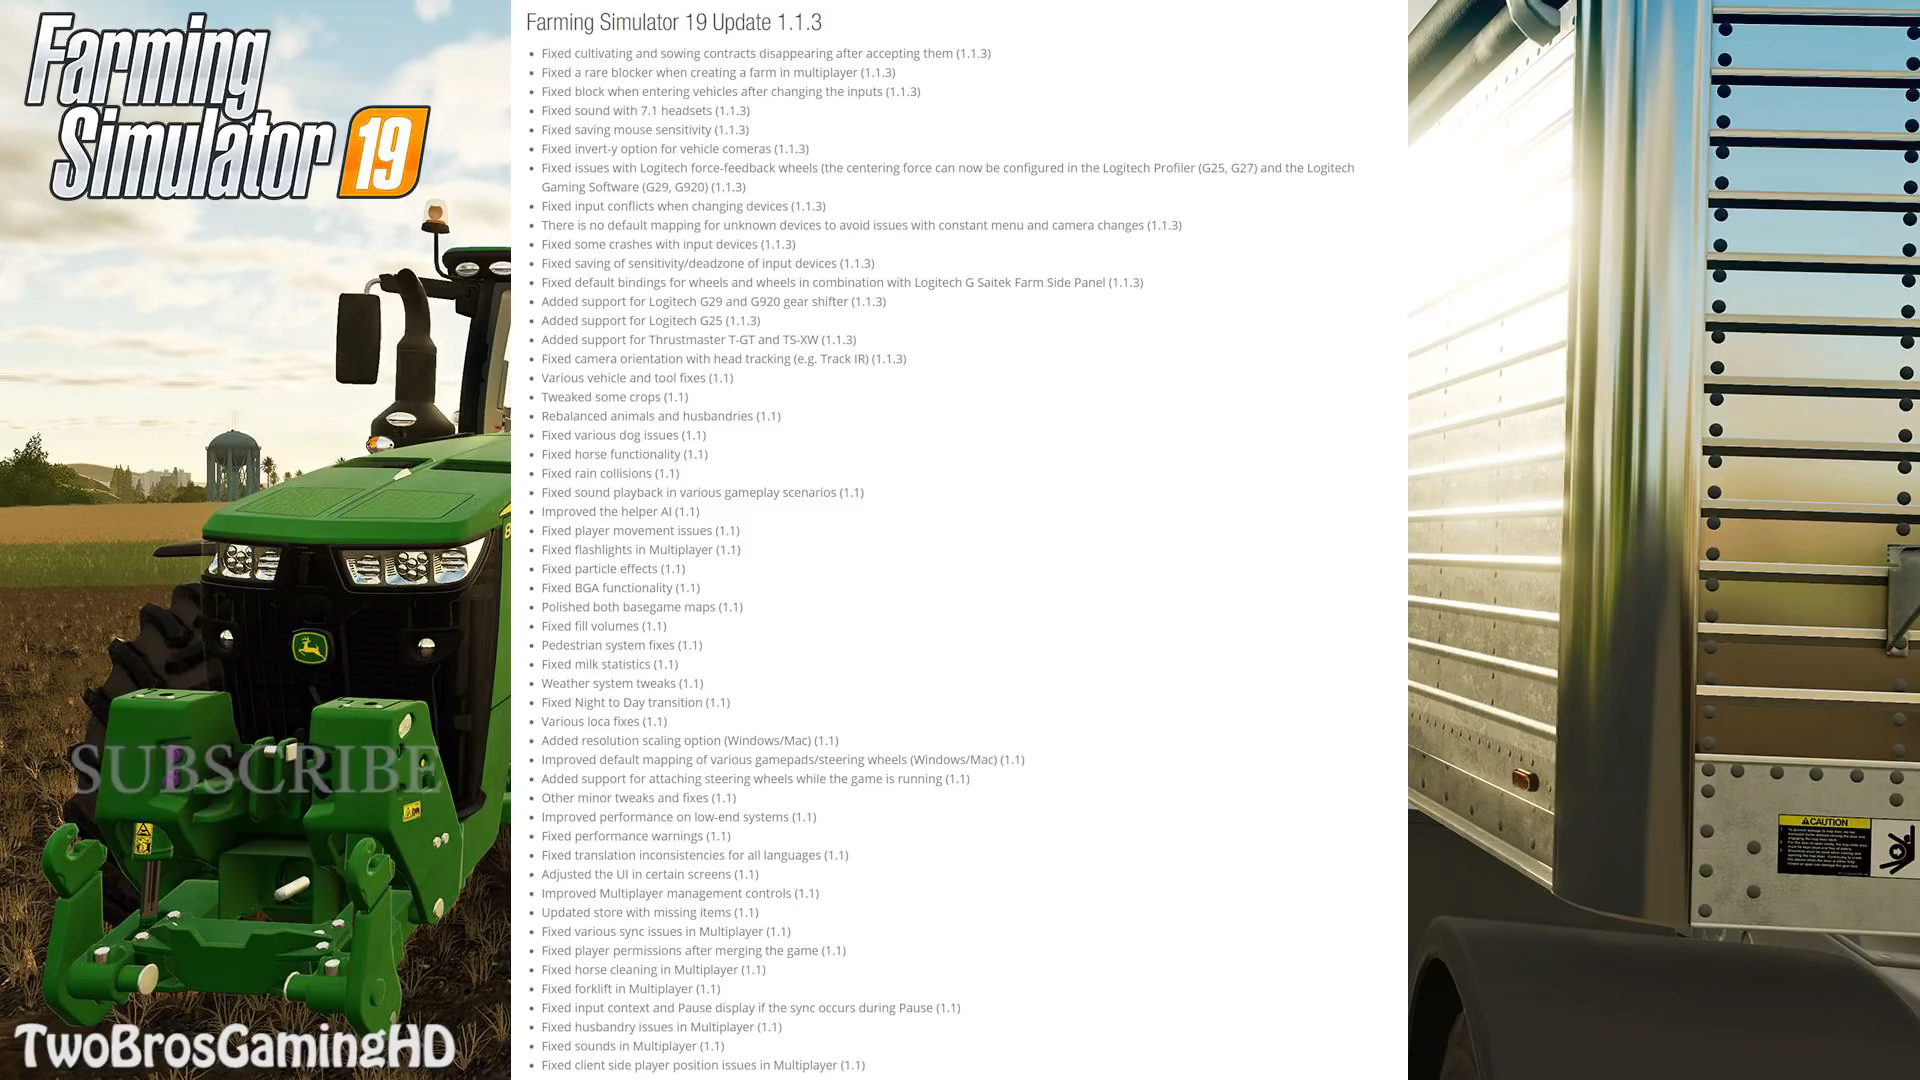 Farming
Simulator 19
Farming Simulator 19 Update 1.1.3
Fixed cultivating and sowing contracts disappearing after accepting them (1.1.3)
Fixed a rare blocker when creating a farm in multiplayer (1.1.3)
Fixed block when entering vehicles after changing the inputs (1.1.3)
Fixed sound with 7.1 headsets (1.1.3)
Fixed saving mouse sensitivity (1.1.3)
Fixed invert-y option for vehicle comeras (1.1.3)
Fixed issues with Logitech force-feedback wheels (the centering force can now be configured in the Logitech Profiler (G25, G27) and the Logitech
Gaming Software (G29, G920) (1.1.3)
Fixed input conflicts when changing devices (1.1.3)
There is no default mapping for unknown devices to avoid issues with constant menu and camera changes (1.1.3)
Fixed some crashes with input devices (1.1.3)
Fixed saving of sensitivity/deadzone of input devices (1.1.3)
Fixed default bindings for wheels and wheels in combination with Logitech G Saitek Farm Side Panel (1.1.3)
Added support for Logitech G29 and G920 gear shifter (1.1.3)
Added support for Logitech G25 (1.1.3)
Added support for Thrustmaster T-GT and TS-XW (1.1.3)
Fixed camera orientation with head tracking (e.g. Track IR) (1.1.3)
Various vehicle and tool fixes (1.1)
Tweaked some crops (1.1)
Rebalanced animals and husbandries (1.1)
Fixed various dog issues (1.1)
Fixed horse functionality (1.1)
Fixed rain collisions (1.1)
Fixed sound playback in various gameplay scenarios (1.1)
Improved the helper AI (1.1)
Fixed player movement issues (1.1)
Fixed flashlights in Multiplayer (1.1)
Fixed particle effects (1.1)
Fixed BGA functionality (1.1)
Polished both basegame maps (1.1)
Fixed fill volumes (1.1)
Pedestrian system fixes (1.1)
Fixed milk statistics (1.1)
Weather system tweaks (1.1)
Fixed Night to Day transition (1.1)
Various loca fixes (1.1)
Added resolution scaling option (Windows/Mac) (1.1)
Improved default mapping of various gamepads/steering wheels (Windows/Mac) (1.1)
Added support for attaching steering wheels while the game is running (1.1)
Other minor tweaks and fixes (1.1)
Improved performance on low-end systems (1.1)
Fixed performance warnings (1.1)
Fixed translation inconsistencies for all languages (1.1)
Adjusted the UI in certain screens (1.1)
Improved Multiplayer management controls (1.1)
Updated store with missing items (1.1)
Fixed various sync issues in Multiplayer (1.1)
Fixed player permissions after merging the game (1.1)
Fixed horse cleaning in Multiplayer (1.1)
Fixed forklift in Multiplayer (1.1)
Fixed input context and Pause display if the sync occurs during Pause (1.1)
Fixed husbandry issues in Multiplayer (1.1)
Fixed sounds in Multiplayer (1.1)
Fixed client side player position issues in Multiplayer (1.1)
SUBSCRIBE
TwoBrosGamingHD
CAUTION